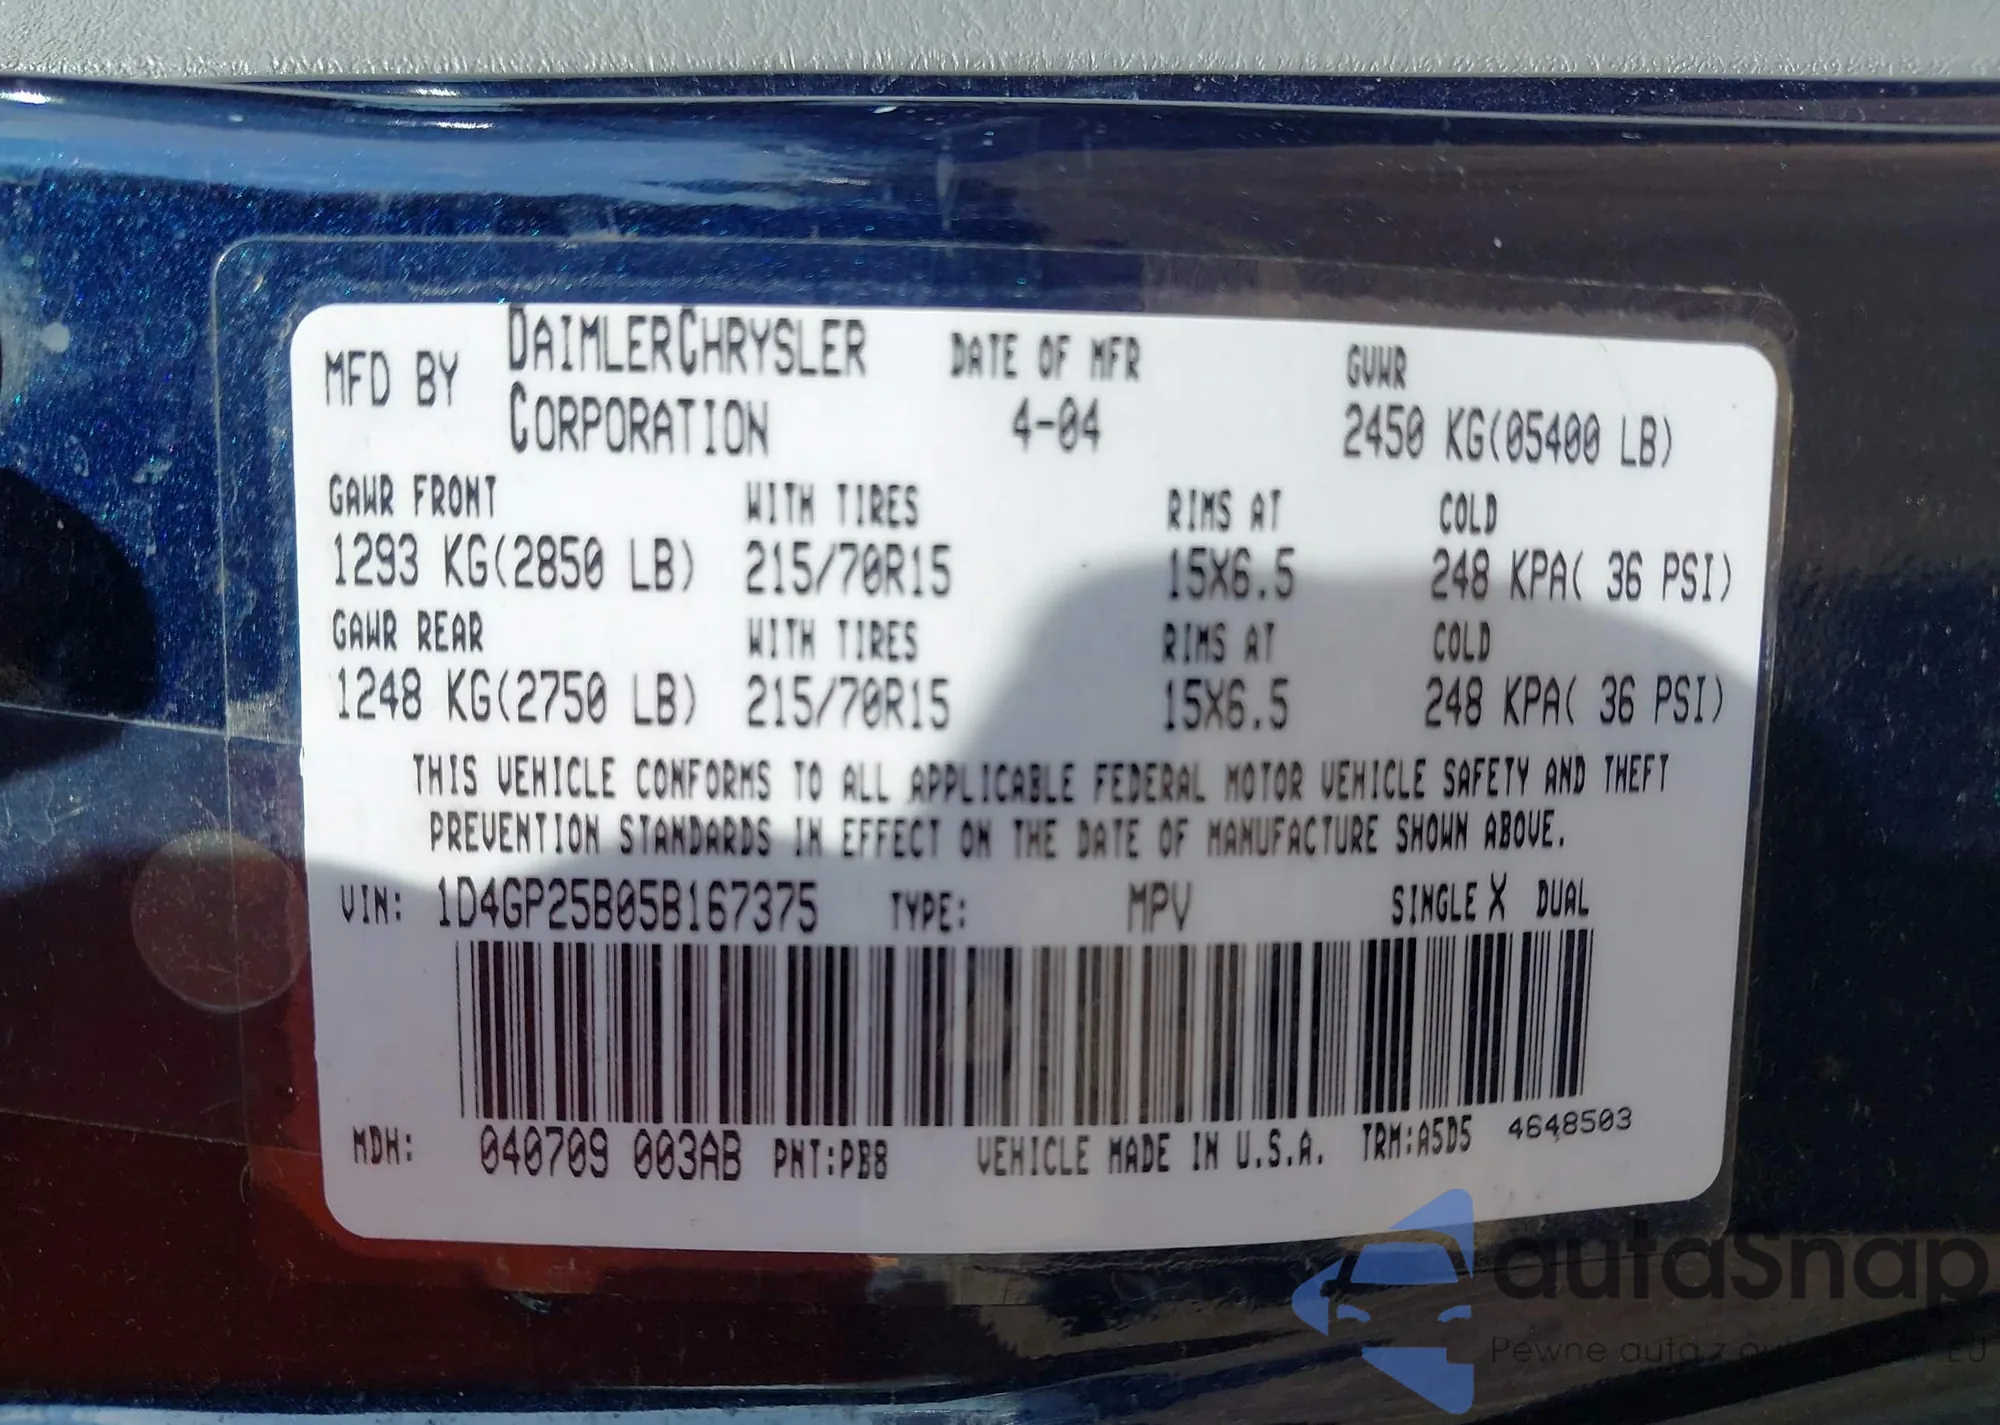 MFD BY DAIMLERCHRYSLER CORPORATION DATE OF MFR 4-04 GVWR 2450 KG(05400 LB)
GAWR FRONT WITH TIRES RIMS AT COLD
1293 KG(2850 LB) 215/70R15 15X6.5 248 KPA( 36 PSI)
GAWR REAR WITH TIRES RIMS AT COLD
1248 KG(2750 LB) 215/70R15 15X6.5 248 KPA( 36 PSI)
THIS VEHICLE CONFORMS TO ALL APPLICABLE FEDERAL MOTOR VEHICLE SAFETY AND THEFT
PREVENTION STANDARDS IN EFFECT ON THE DATE OF MANUFACTURE SHOWN ABOVE.
VIN: 1D4GP25B05B167375 TYPE: MPV SINGLE X DUAL
MDH: 040709 003AB PNT:PB8 VEHICLE MADE IN U.S.A. TRM:A5D5 4648503
autaSnap
Pewne auta z EU